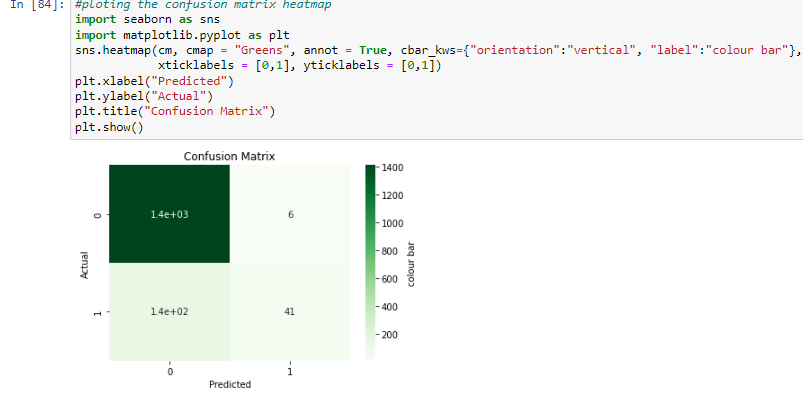 In [84]: #ploting the confusion matrix heatmap
import seaborn as sns
import matplotlib.pyplot as plt
sns.heatmap(cm, cmap = "Greens", annot = True, cbar_kws={"orientation":"vertical", "label":"colour bar"},
xticklabels = [0,1], yticklabels = [0,1])
plt.xlabel("Predicted")
plt.ylabel("Actual")
plt.title("Confusion Matrix")
plt.show()
Confusion Matrix
1400
1200
1000
800
600
400
200
colour bar
Actual
0
1.4e+03 6
1
1.4e+02 41
0 1
Predicted